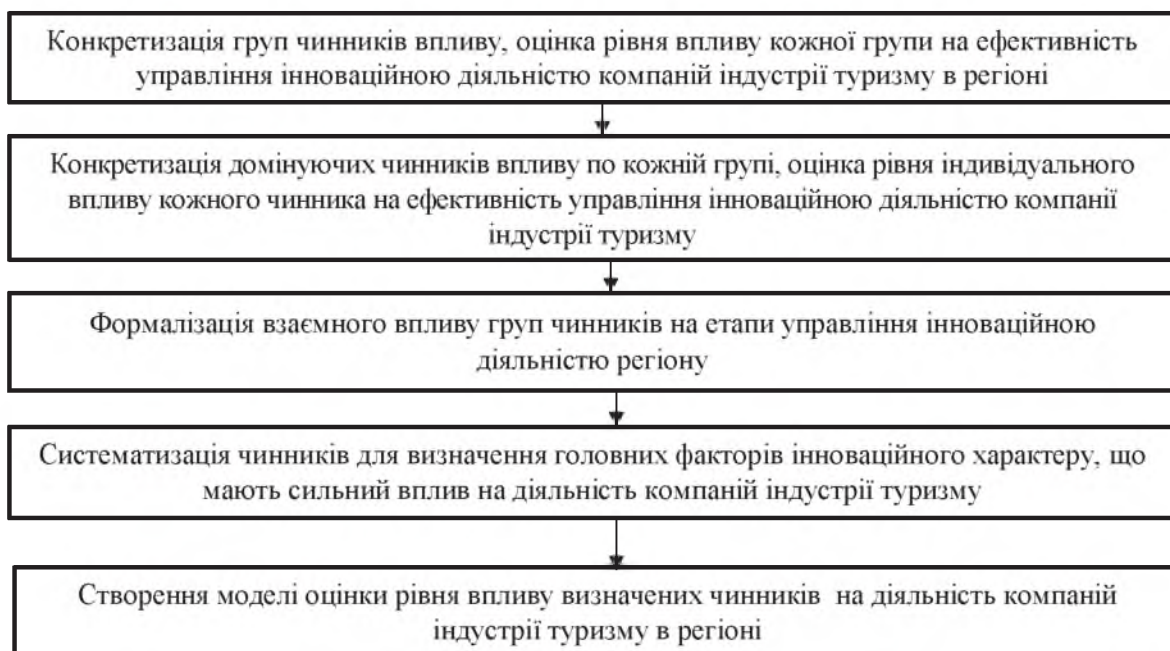 Конкретизація груп чинників впливу, оцінка рівня впливу кожної групи на ефективність
управління інноваційною діяльністю компаній індустрії туризму в регіоні
Конкретизація домінуючих чинників впливу по кожній групі, оцінка рівня індивідуального
впливу кожного чинника на ефективність управління інноваційною діяльністю компанії
індустрії туризму
Формалізація взаємного впливу груп чинників на етапи управління інноваційною
діяльністю регіону
Систематизація чинників для визначення головних факторів інноваційного характеру, що
мають сильний вплив на діяльність компаній індустрії туризму
Створення моделі оцінки рівня впливу визначених чинників на діяльність компаній
індустрії туризму в регіоні